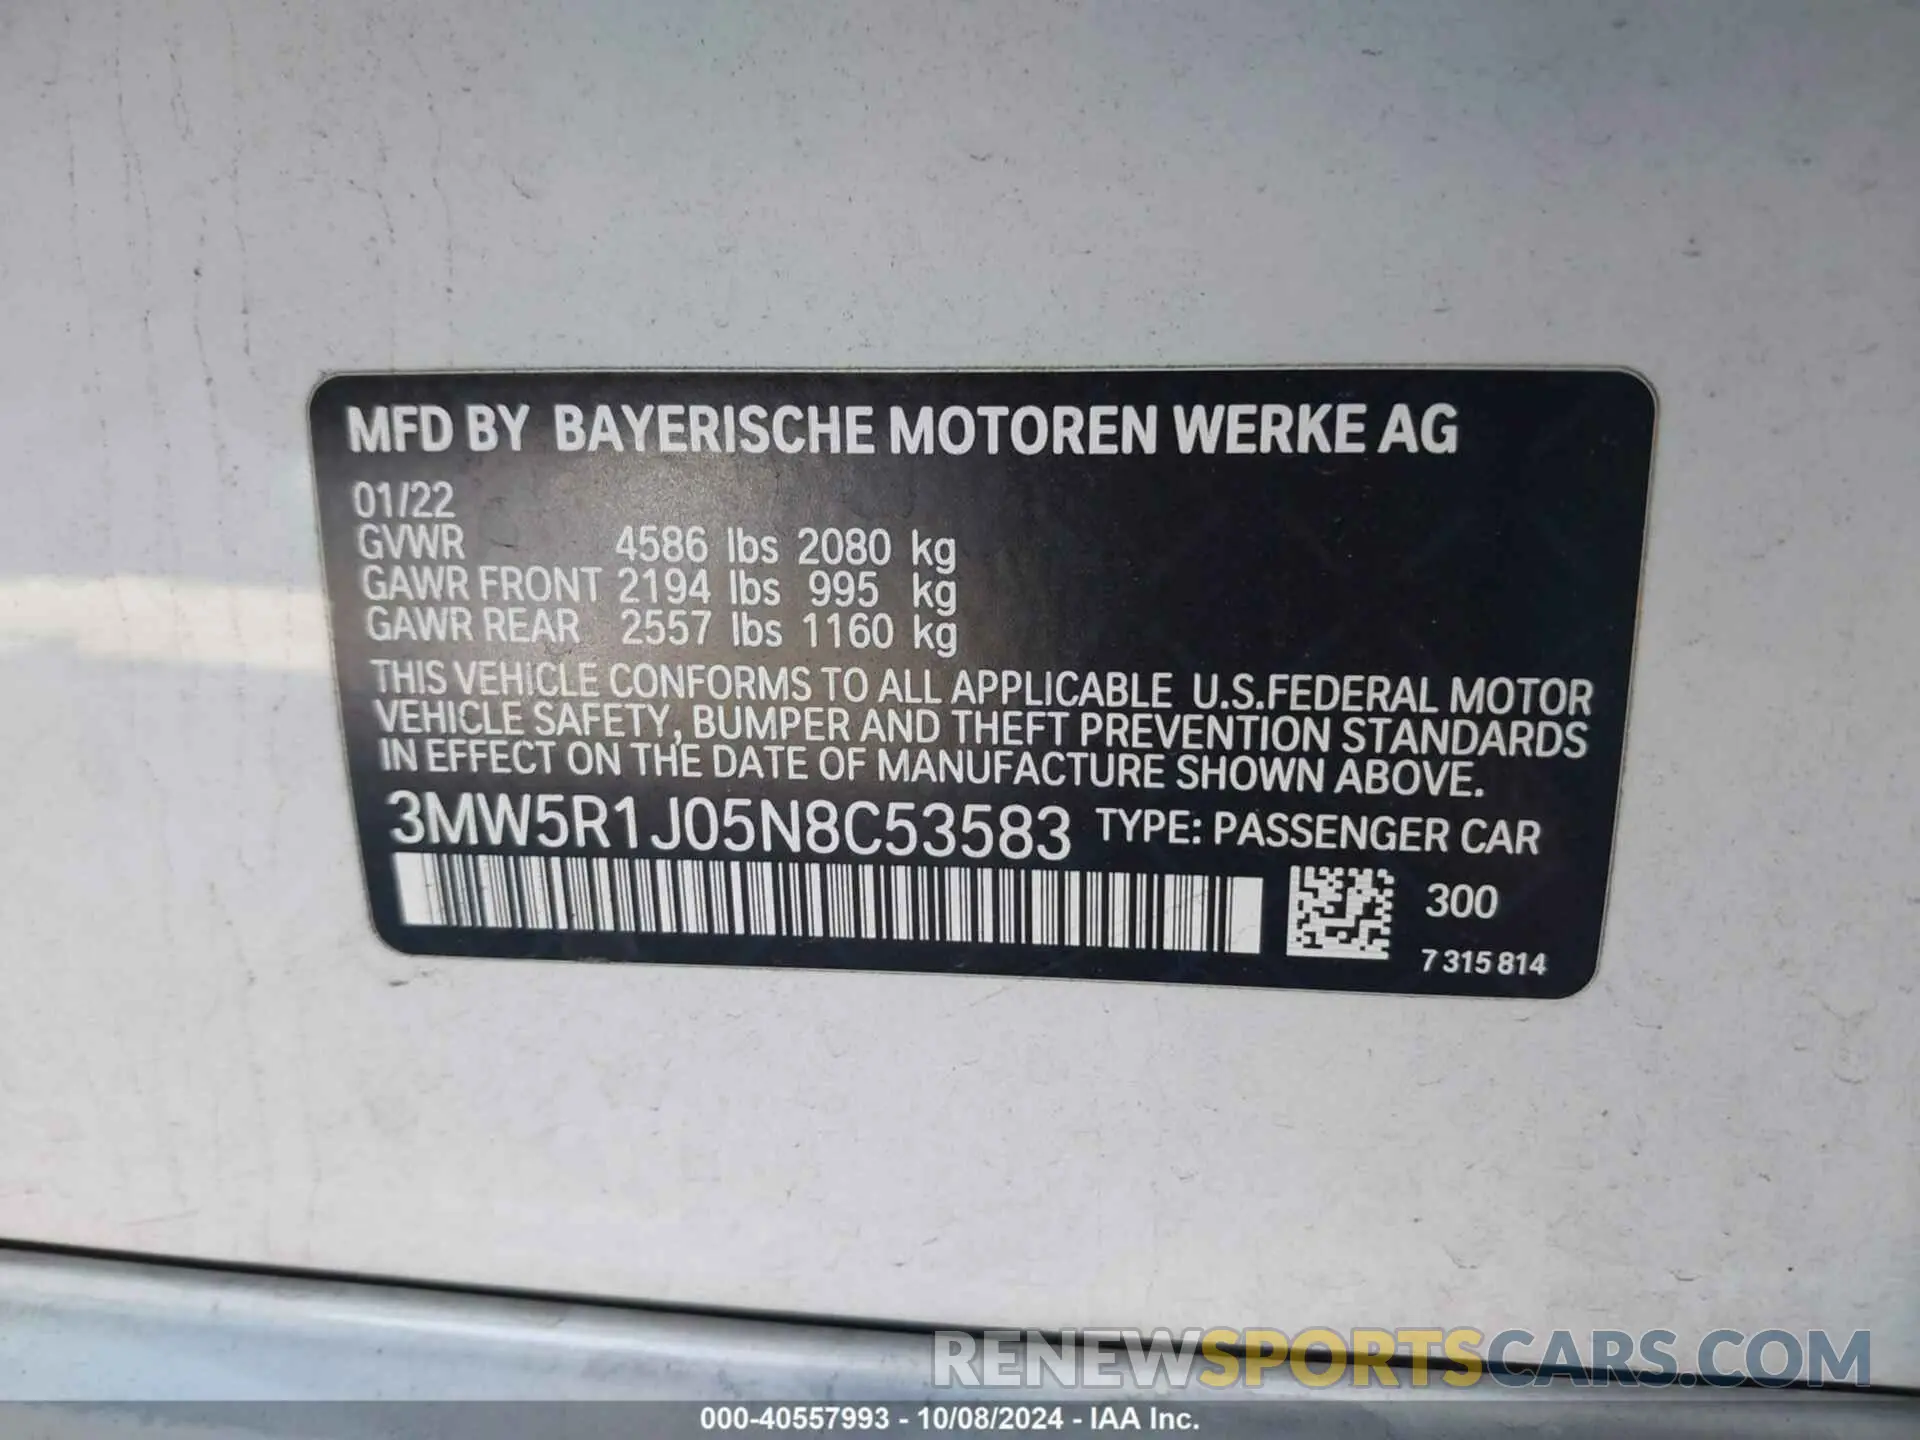 MFD BY BAYERISCHE MOTOREN WERKE AG
01/22
GVWR 4586 lbs 2080 kg
GAWR FRONT 2194 lbs 995 kg
GAWR REAR 2557 lbs 1160 kg
THIS VEHICLE CONFORMS TO ALL APPLICABLE U.S.FEDERAL MOTOR
VEHICLE SAFETY, BUMPER AND THEFT PREVENTION STANDARDS
IN EFFECT ON THE DATE OF MANUFACTURE SHOWN ABOVE.
3MW5R1J05N8C53583 TYPE: PASSENGER CAR
300
7 315 814
RENEWSPORTSCARS.COM
000-40557993 - 10/08/2024 - IAA Inc.